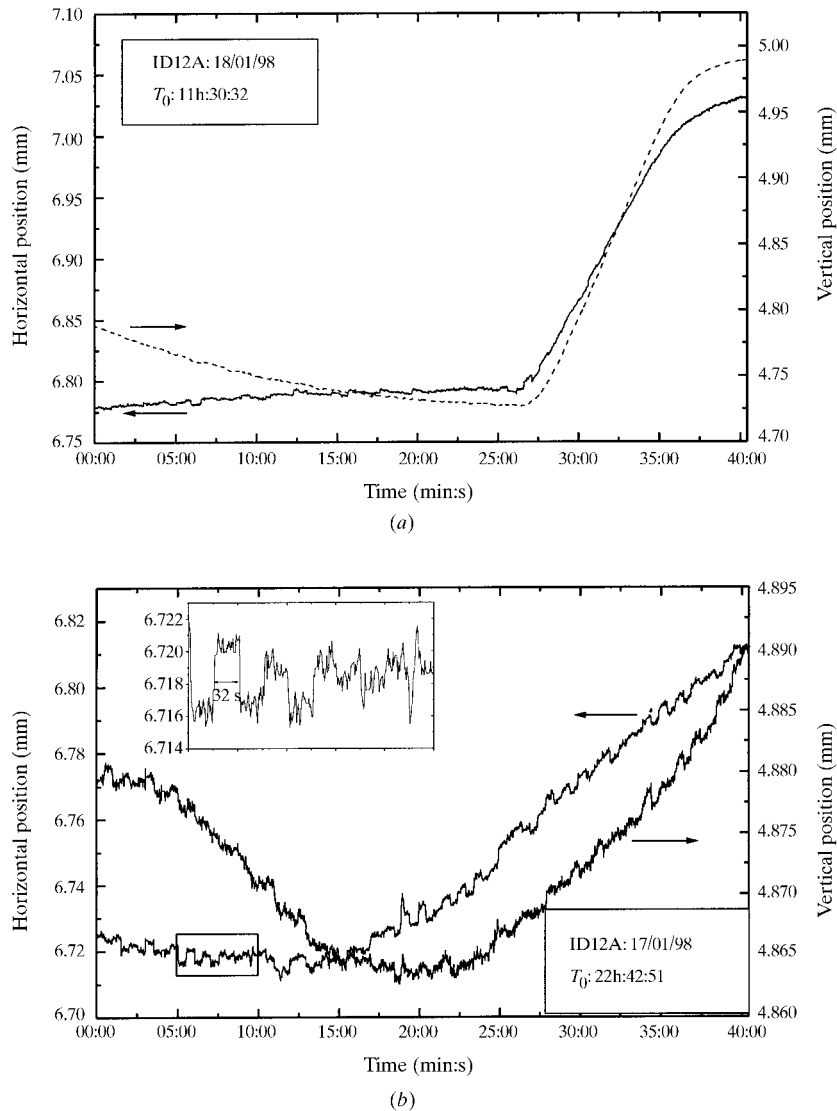 7.10
7.05
7.00
6.95
6.90
6.85
6.80
6.75
Horizontal position (mm)
ID12A: 18/01/98
T0: 11h:30:32
5.00
4.95
4.90
4.85
4.80
4.75
4.70
Vertical position (mm)
00:00 05:00 10:00 15:00 20:00 25:00 30:00 35:00 40:00
Time (min:s)
(a)
6.82
6.80
6.78
6.76
6.74
6.72
6.70
Horizontal position (mm)
6.722
6.720
6.718
6.716
6.714
32 s
4.895
4.890
4.885
4.880
4.875
4.870
4.865
4.860
Vertical position (mm)
ID12A: 17/01/98
T0: 22h:42:51
00:00 05:00 10:00 15:00 20:00 25:00 30:00 35:00 40:00
Time (min:s)
(b)